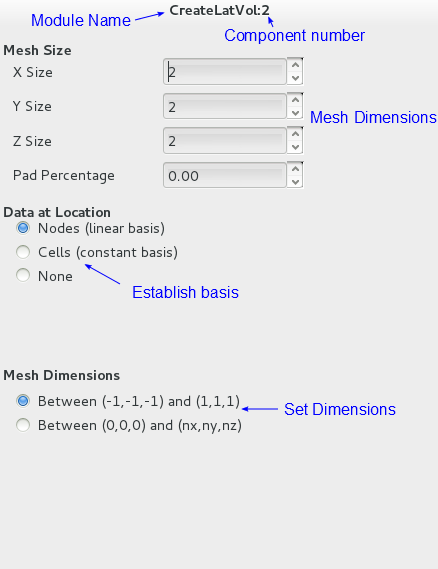 CreateLatVol:2
Module Name
Component number
Mesh Size
X Size 2
Y Size 2
Mesh Dimensions
Z Size 2
Pad Percentage 0.00
Data at Location
Nodes (linear basis)
Cells (constant basis)
None
Establish basis
Mesh Dimensions
Between (-1,-1,-1) and (1,1,1)
Set Dimensions
Between (0,0,0) and (nx,ny,nz)